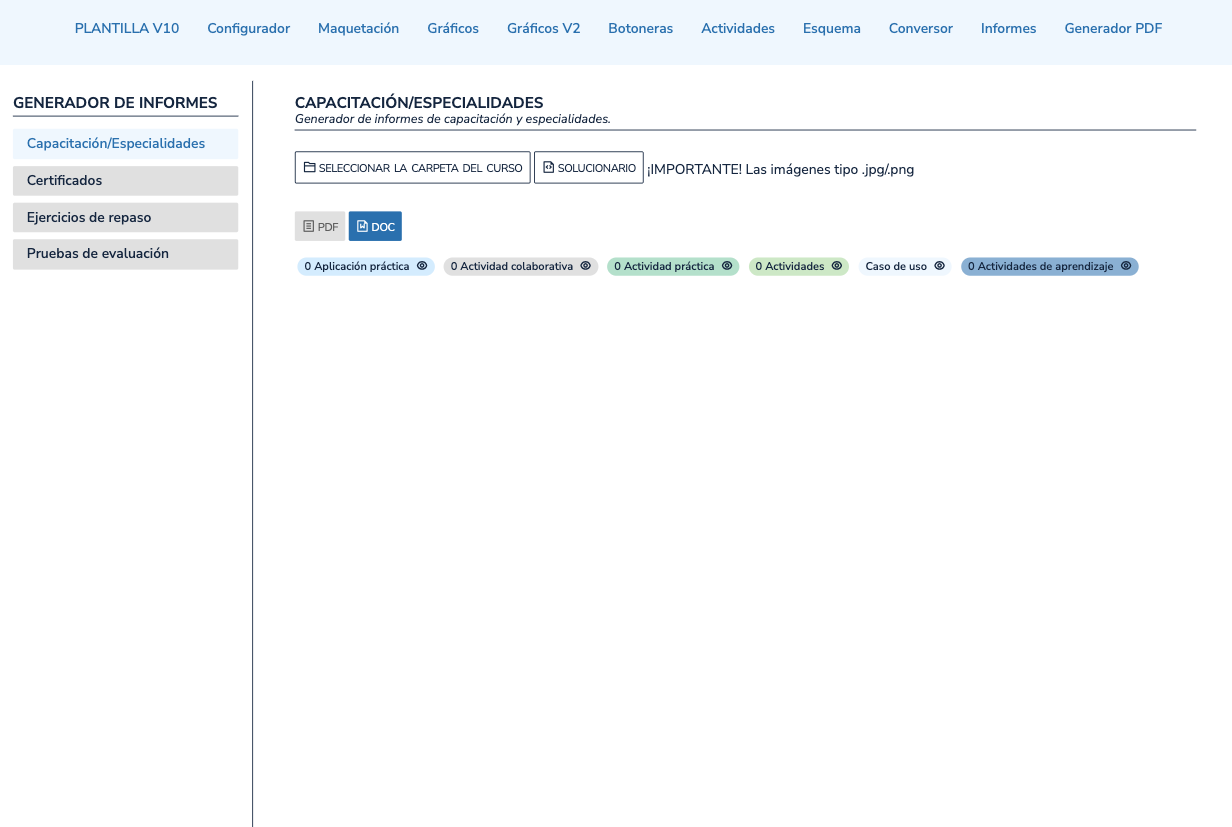 PLANTILLA V10 Configurador Maquetación Gráficos Gráficos V2 Botoneras Actividades Esquema Conversor Informes Generador PDF
GENERADOR DE INFORMES
Capacitación/Especialidades
Certificados
Ejercicios de repaso
Pruebas de evaluación
CAPACITACIÓN/ESPECIALIDADES
Generador de informes de capacitación y especialidades.
SELECCIONAR LA CARPETA DEL CURSO SOLUCIONARIO ¡IMPORTANTE! Las imágenes tipo .jpg/.png
PDF DOC
0 Aplicación práctica 0 Actividad colaborativa 0 Actividad práctica 0 Actividades Caso de uso 0 Actividades de aprendizaje